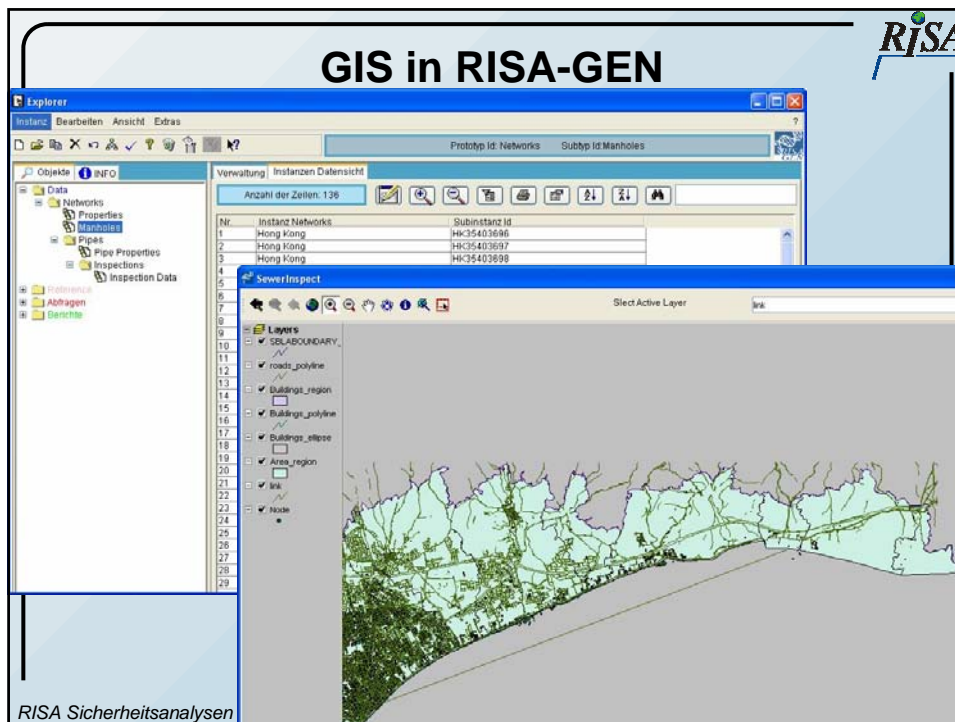 GIS in RISA-GEN
RiSA
Explorer
Instanz Bearbeiten Ansicht Extras ?
Prototyp Id: Networks Subtyp Id:Manholes
Objekte INFO
Verwaltung Instanzen Datensicht
Anzahl der Zeilen: 136
Data
Networks
Properties
Manholes
Pipes
Pipe Properties
Inspections
Inspection Data
Reference
Abfragen
Berichte
Nr. Instanz Networks Subinstanz Id
1 Hong Kong HK35403696
2 Hong Kong HK35403697
3 Hong Kong HK35403698
4
5
6
7
8
9
10
11
12
13
14
15
16
17
18
19
20
21
22
23
24
25
26
27
28
29
SewerInspect
Slect Active Layer link
Layers
SBLABOUNDARY_
roads_polyline
Buildings_region
Buildings_polyline
Buildings_ellipse
Area_region
link
Node
RISA Sicherheitsanalysen